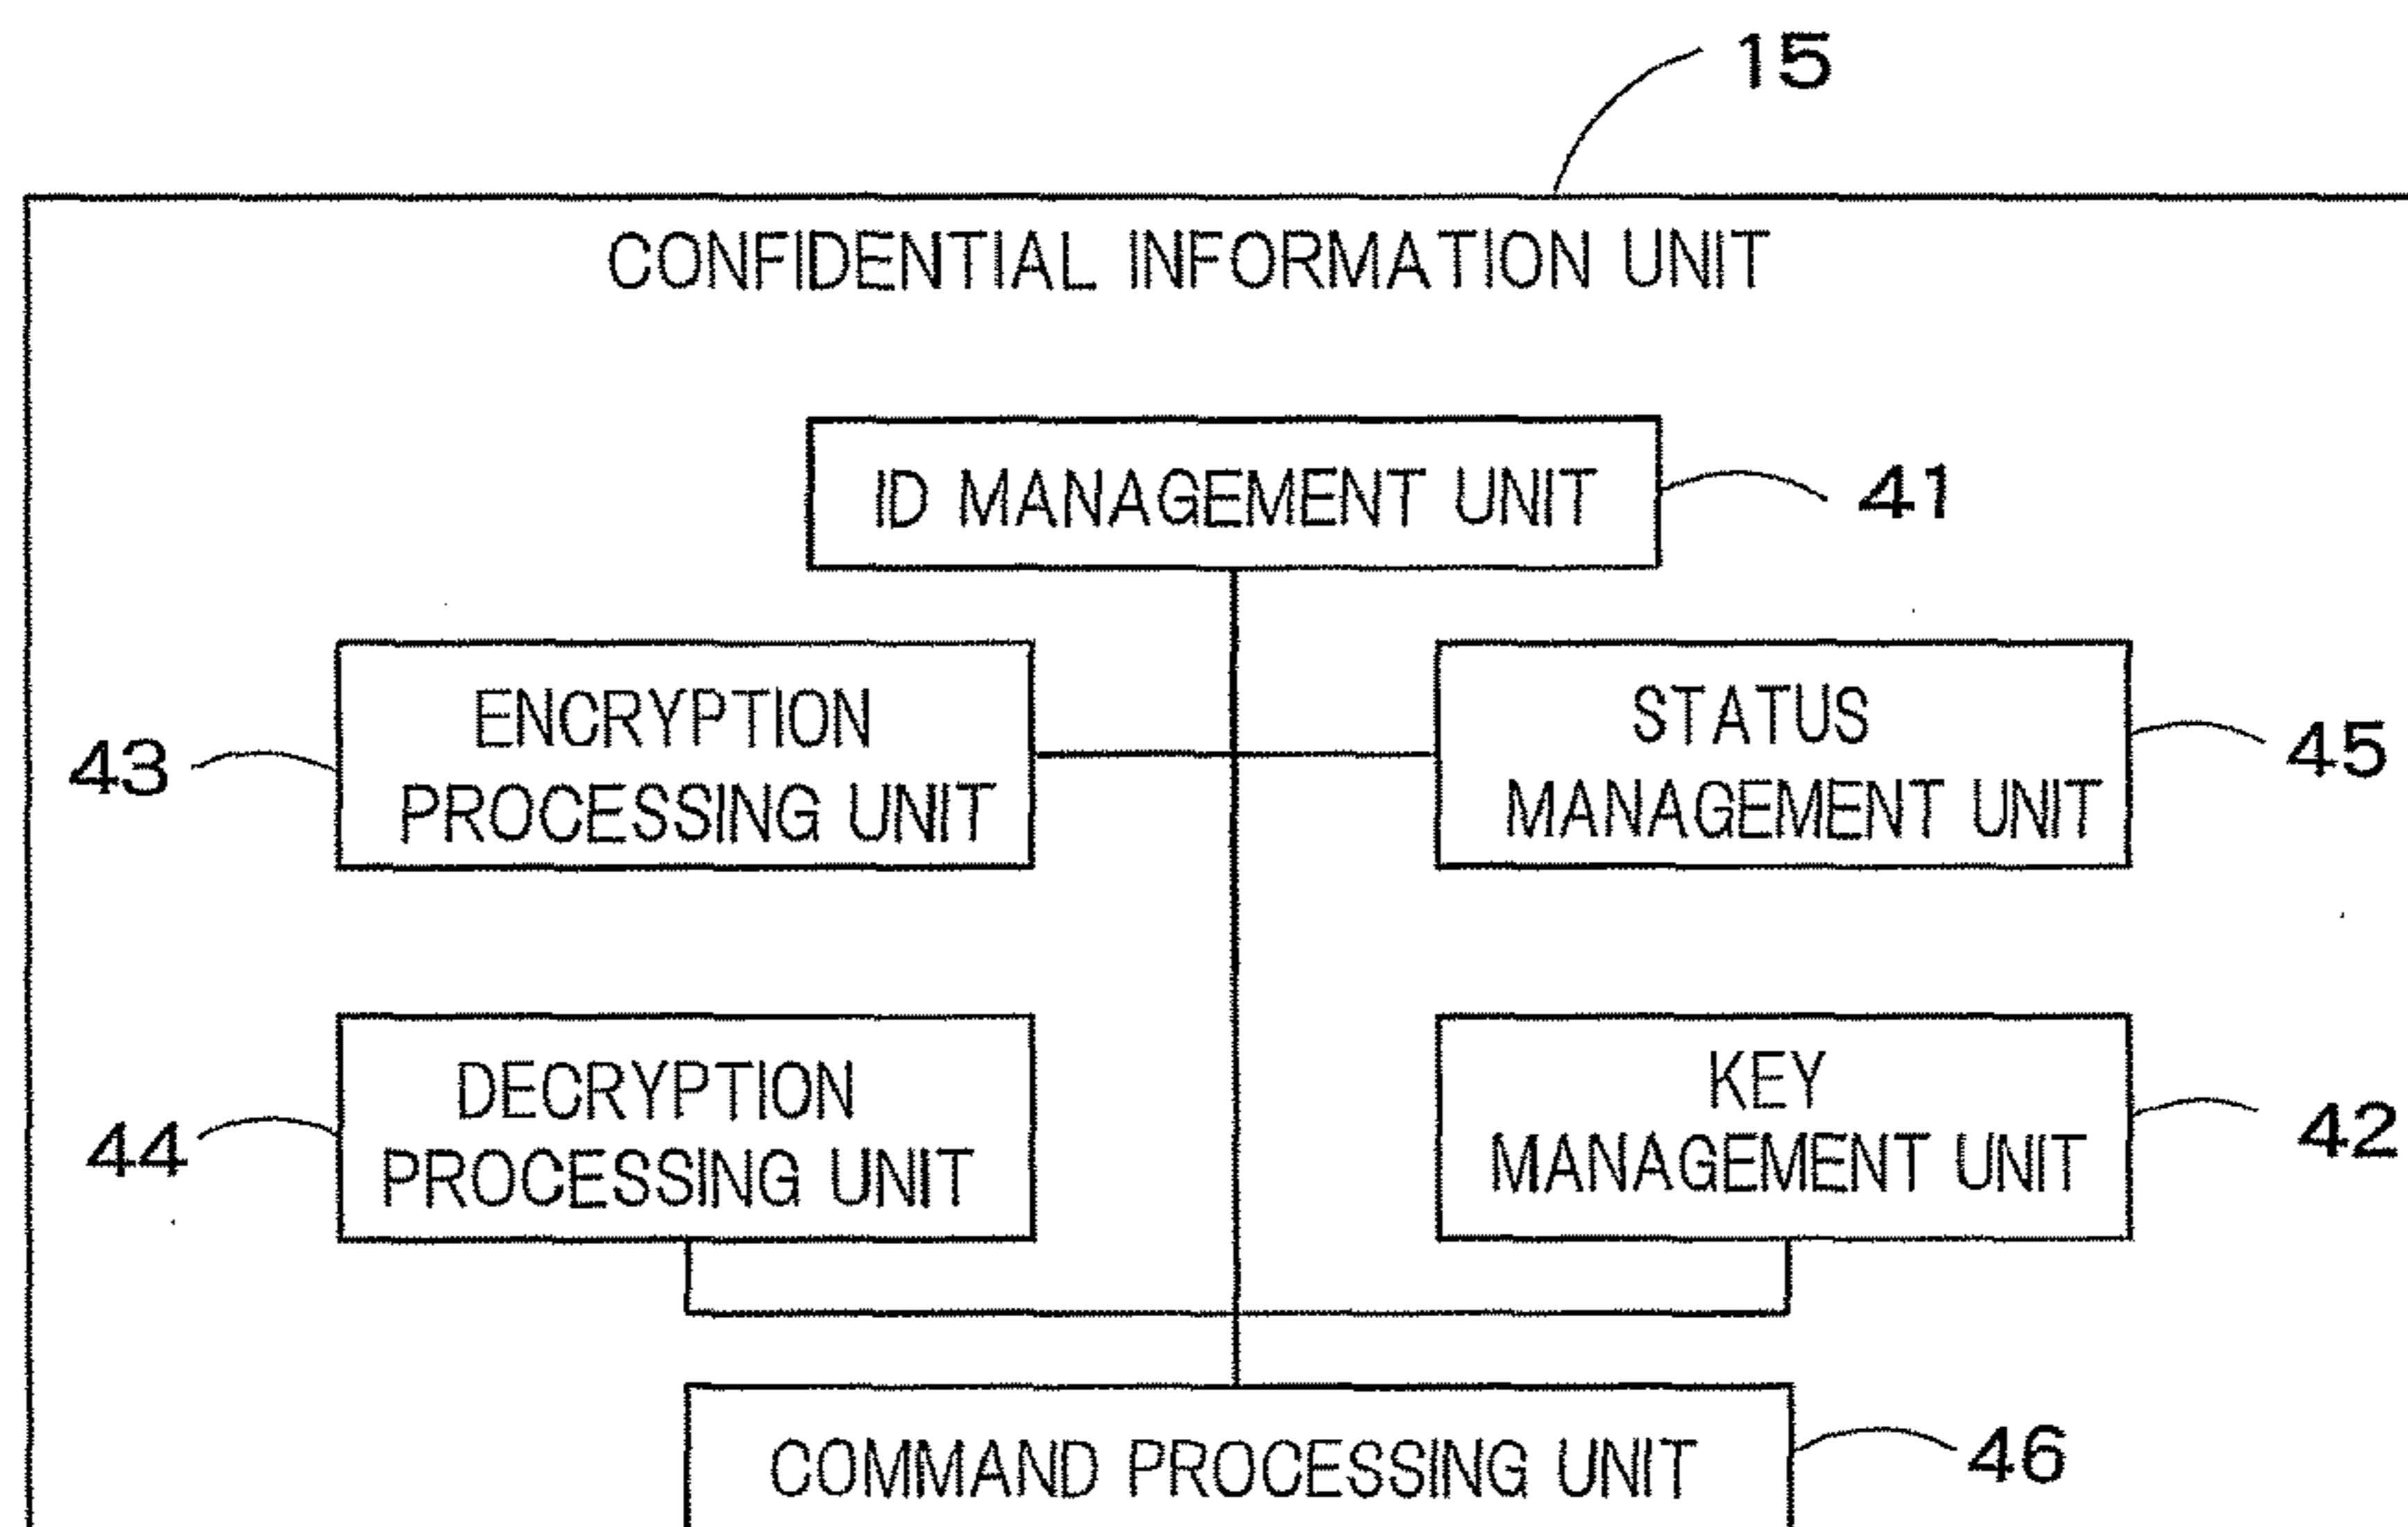 15
CONFIDENTIAL INFORMATION UNIT
ID MANAGEMENT UNIT
41
ENCRYPTION
PROCESSING UNIT
43
STATUS
MANAGEMENT UNIT
45
DECRYPTION
PROCESSING UNIT
44
KEY
MANAGEMENT UNIT
42
COMMAND PROCESSING UNIT
46